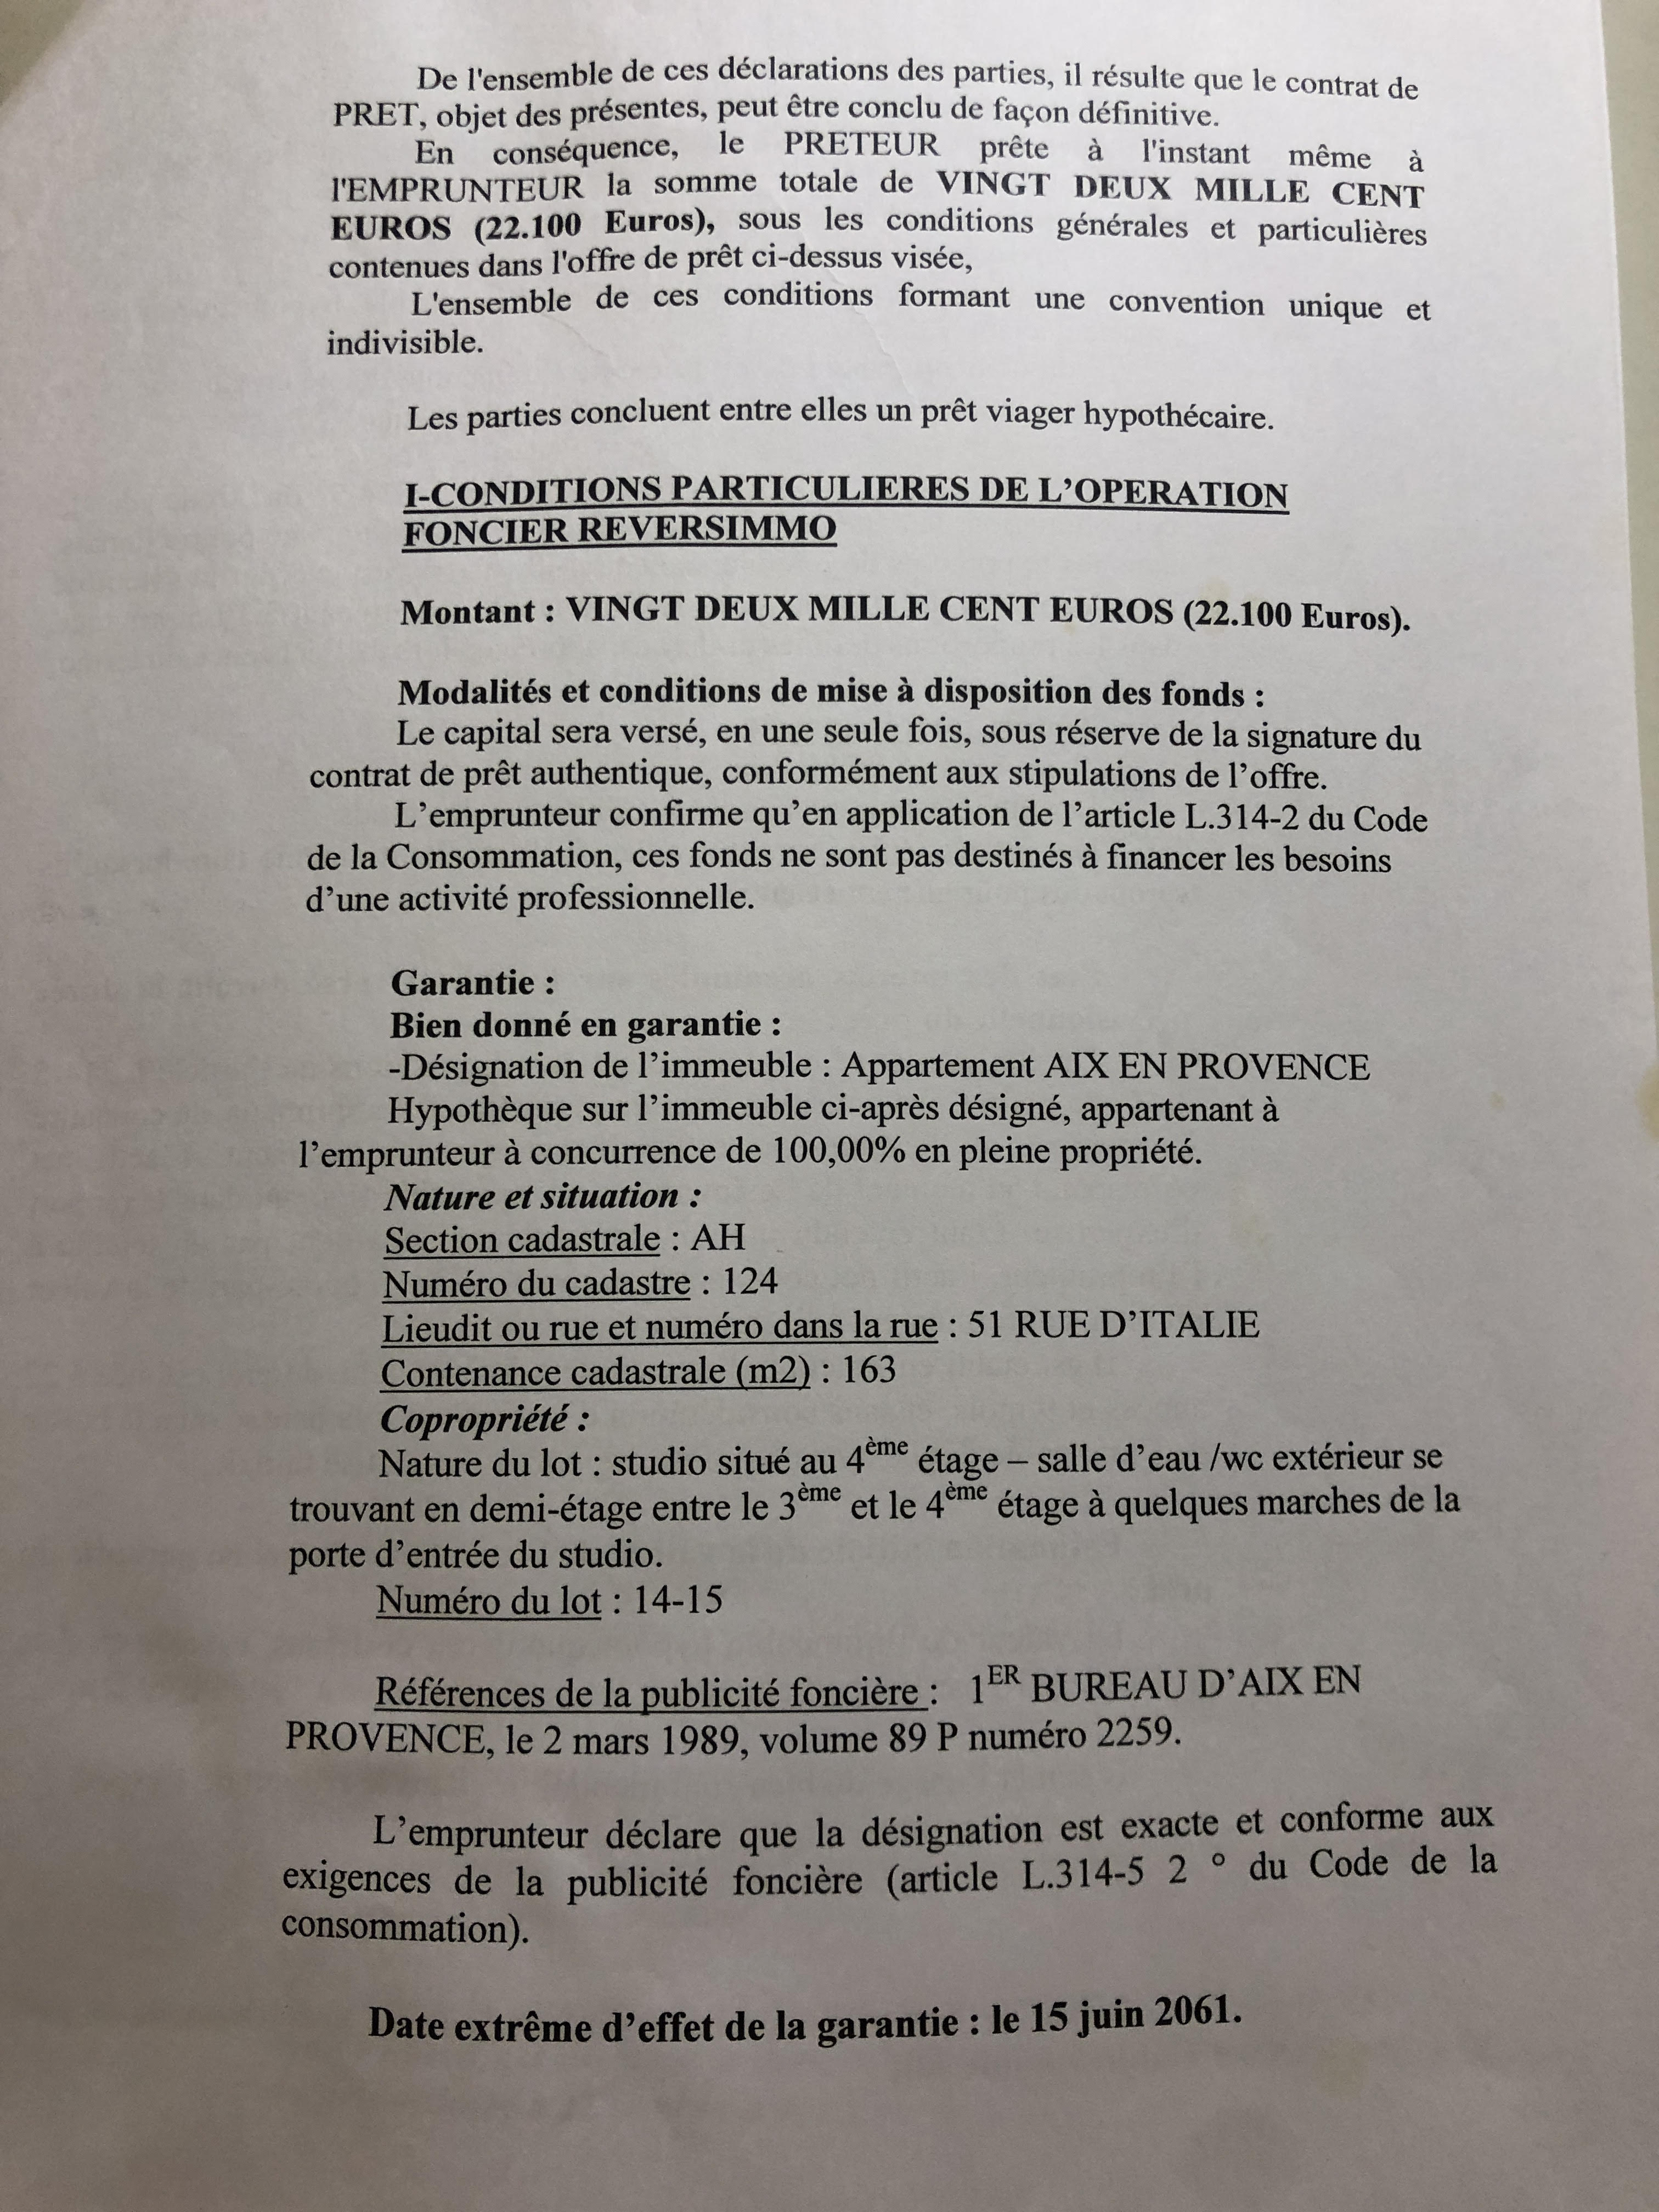 De l'ensemble de ces déclarations des parties, il résulte que le contrat de
PRET, objet des présentes, peut être conclu de façon définitive.
En conséquence, le PRETEUR prête à l'instant même à
l'EMPRUNTEUR la somme totale de VINGT DEUX MILLE CENT
EUROS (22.100 Euros), sous les conditions générales et particulières
contenues dans l'offre de prêt ci-dessus visée,
L'ensemble de ces conditions formant une convention unique et
indivisible.
Les parties concluent entre elles un prêt viager hypothécaire.
I-CONDITIONS PARTICULIERES DE L’OPERATION
FONCIER REVERSIMMO
Montant : VINGT DEUX MILLE CENT EUROS (22.100 Euros).
Modalités et conditions de mise à disposition des fonds :
Le capital sera versé, en une seule fois, sous réserve de la signature du
contrat de prêt authentique, conformément aux stipulations de l’offre.
L’emprunteur confirme qu’en application de l’article L.314-2 du Code
de la Consommation, ces fonds ne sont pas destinés à financer les besoins
d’une activité professionnelle.
Garantie :
Bien donné en garantie :
-Désignation de l’immeuble : Appartement AIX EN PROVENCE
Hypothèque sur l’immeuble ci-après désigné, appartenant à
l’emprunteur à concurrence de 100,00% en pleine propriété.
Nature et situation :
Section cadastrale : AH
Numéro du cadastre : 124
Lieudit ou rue et numéro dans la rue : 51 RUE D’ITALIE
Contenance cadastrale (m2) : 163
Copropriété :
Nature du lot : studio situé au 4ème étage – salle d’eau /wc extérieur se
trouvant en demi-étage entre le 3ème et le 4ème étage à quelques marches de la
porte d’entrée du studio.
Numéro du lot : 14-15
Références de la publicité foncière : 1ER BUREAU D’AIX EN
PROVENCE, le 2 mars 1989, volume 89 P numéro 2259.
L’emprunteur déclare que la désignation est exacte et conforme aux
exigences de la publicité foncière (article L.314-5 2 ° du Code de la
consommation).
Date extrême d’effet de la garantie : le 15 juin 2061.